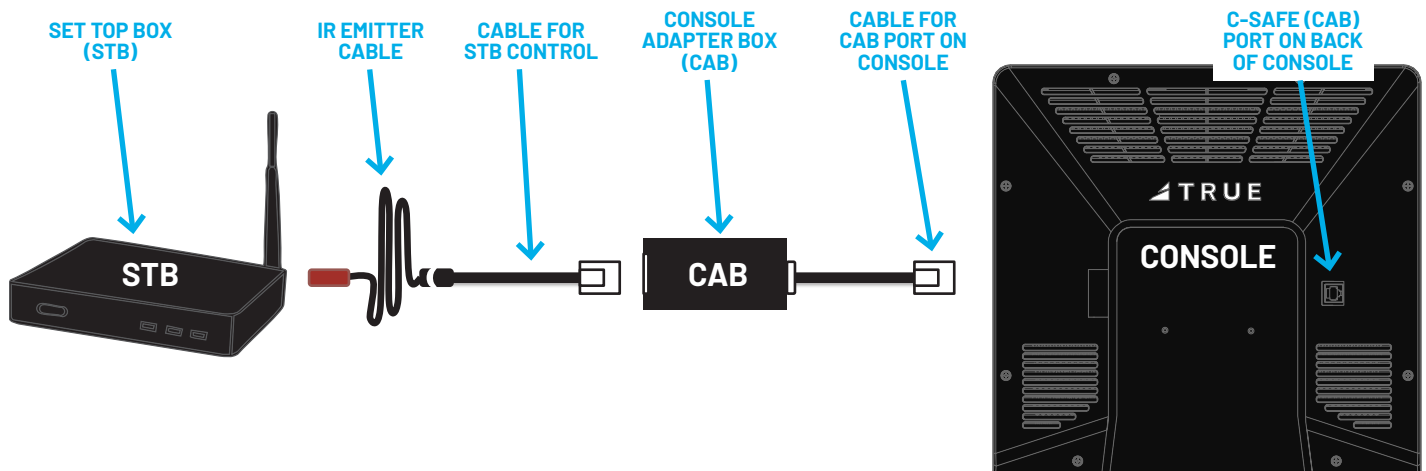 SET TOP BOX
(STB)
IR EMITTER
CABLE
CABLE FOR
STB CONTROL
CONSOLE
ADAPTER BOX
(CAB)
CABLE FOR
CAB PORT ON
CONSOLE
C-SAFE (CAB)
PORT ON BACK
OF CONSOLE
STB
CAB
TRUE
CONSOLE